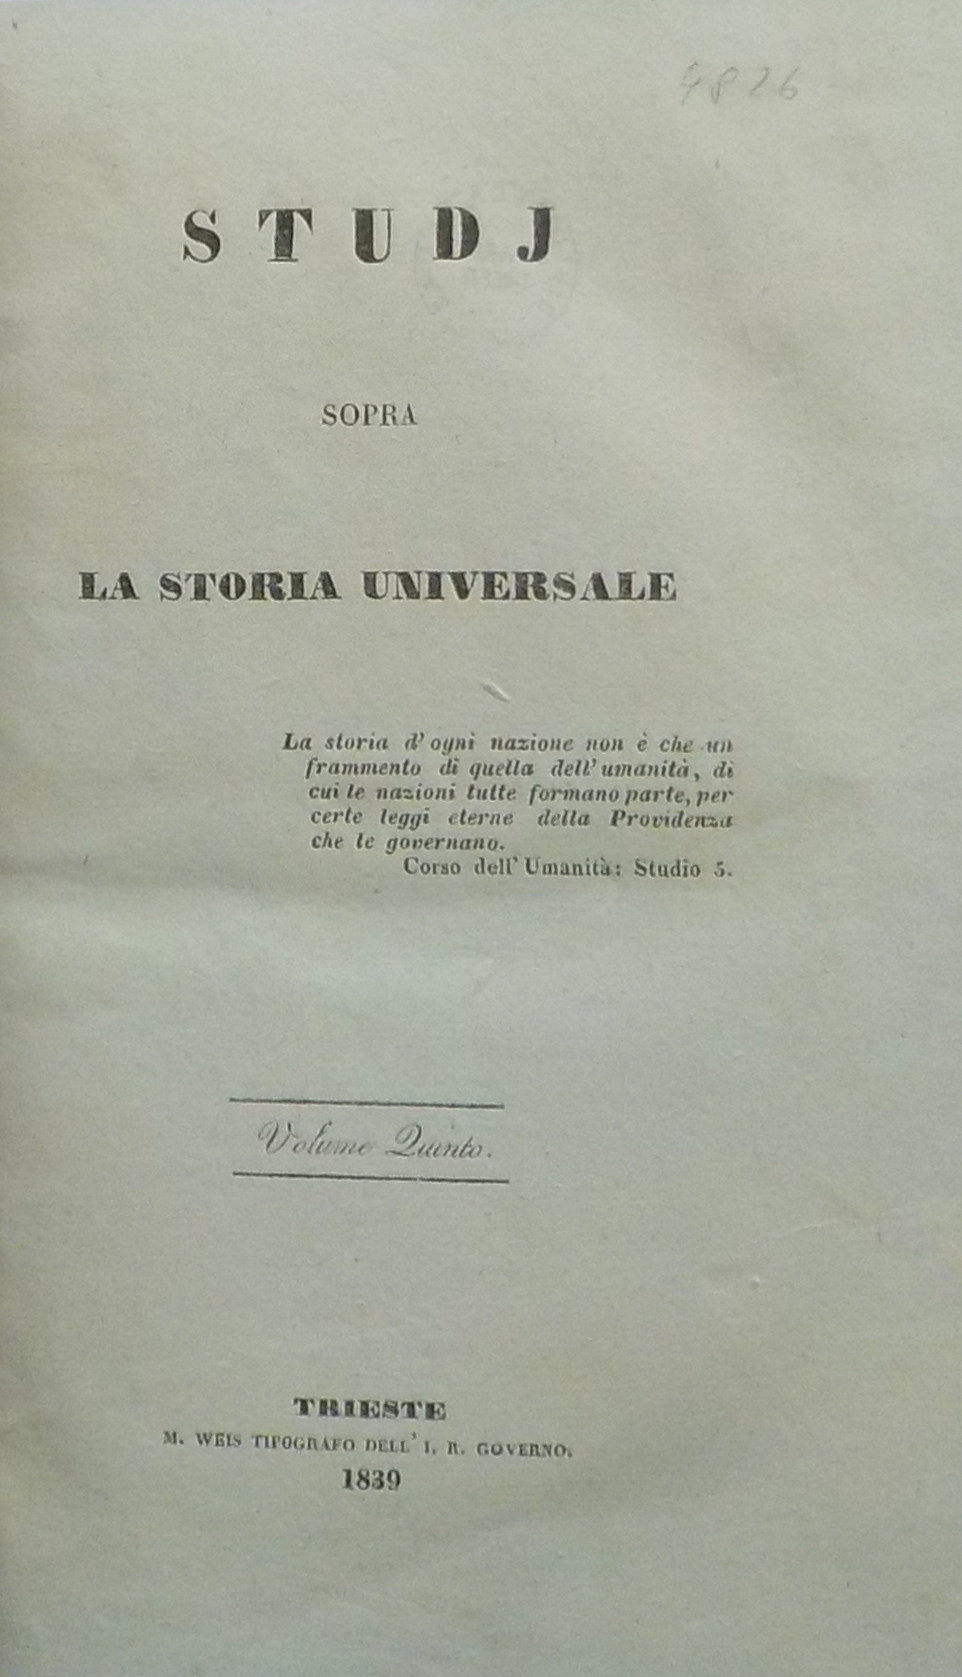 4826
STUDJ
SOPRA
LA STORIA UNIVERSALE
La storia d'ogni nazione non è che un
frammento di quella dell'umanità, di
cui le nazioni tutte formano parte, per
certe leggi eterne della Providenza
che le governano.
Corso dell'Umanità: Studio 5.
Volume Quinto.
TRIESTE
M. WEIS TIPOGRAFO DELL' I. R. GOVERNO.
1839